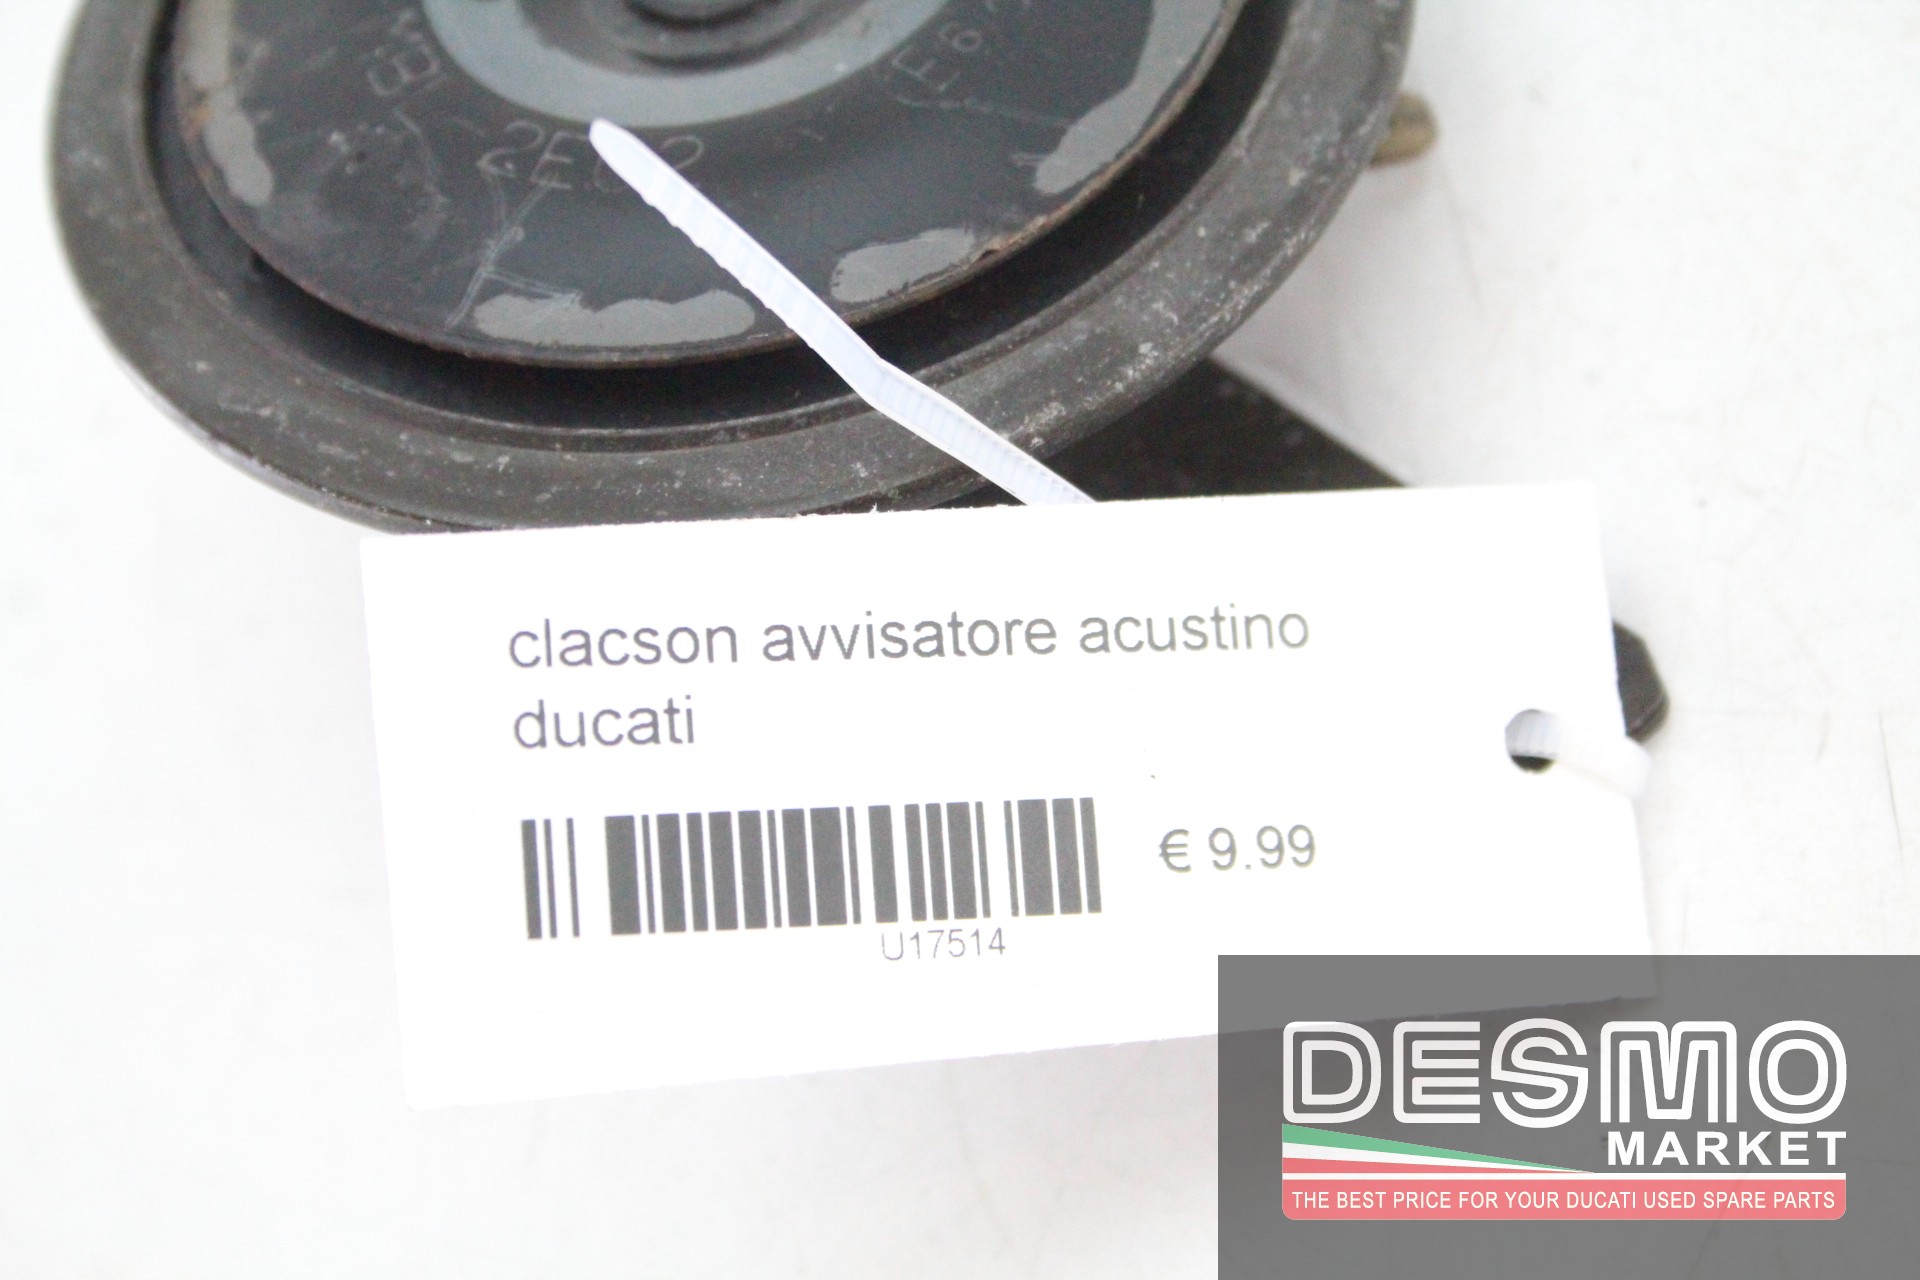 clacson avvisatore acustino
ducati
€ 9.99
U17514
DESMO
MARKET
THE BEST PRICE FOR YOUR DUCATI USED SPARE PARTS